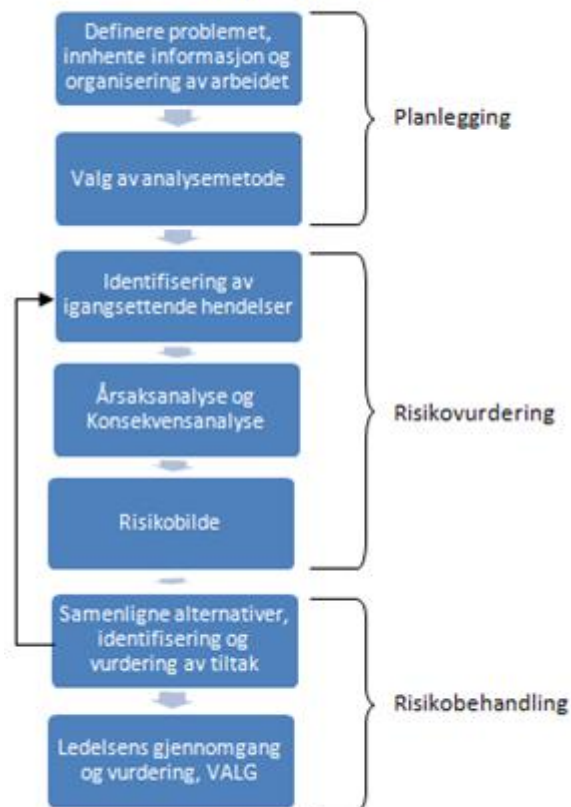 Definere problemet,
innhente informasjon og
organisering av arbeidet
Planlegging
Valg av analysemetode
Identifisering av
igangsettende hendelser
Årsaksanalyse og
Konsekvensanalyse
Risikovurdering
Risikobilde
Samenligne alternativer,
identifisering og
vurdering av tiltak
Risikobehandling
Ledelsens gjennomgang
og vurdering, VALG